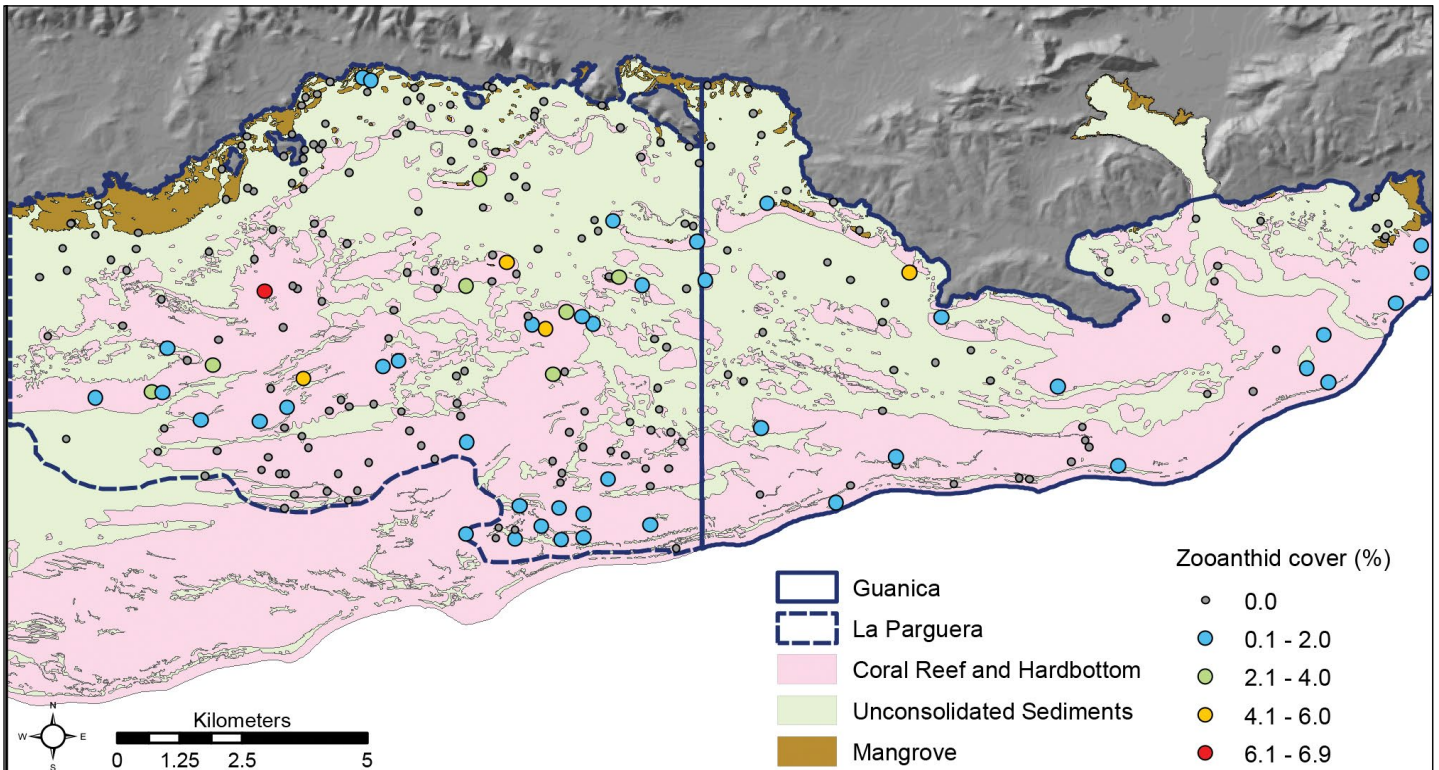 Guanica
La Parguera
Coral Reef and Hardbottom
Unconsolidated Sediments
Mangrove
Zooanthid cover (%)
0.0
0.1 - 2.0
2.1 - 4.0
4.1 - 6.0
6.1 - 6.9
N
W E
S
Kilometers
0 1.25 2.5 5